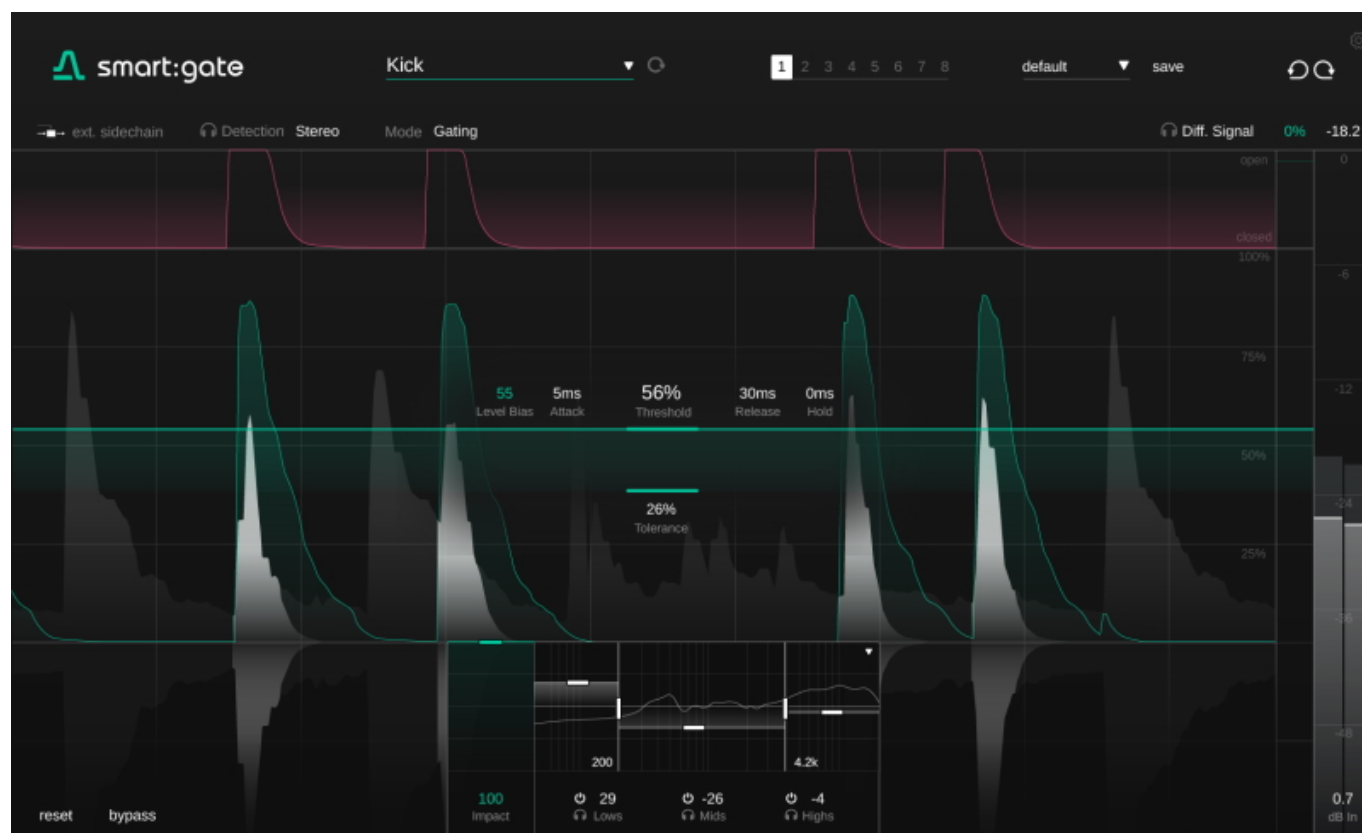 smart:gate Kick 1 2 3 4 5 6 7 8 default save
ext. sidechain Detection Stereo Mode Gating Diff. Signal 0% -18.2
open 0
closed
100%
-6
75%
55 5ms 56% 30ms 0ms -12
Level Bias Attack Threshold Release Hold
50%
26% -24
Tolerance
25%
-36
-48
200 4.2k
100 29 -26 -4 0.7
reset bypass Impact Lows Mids Highs dB In